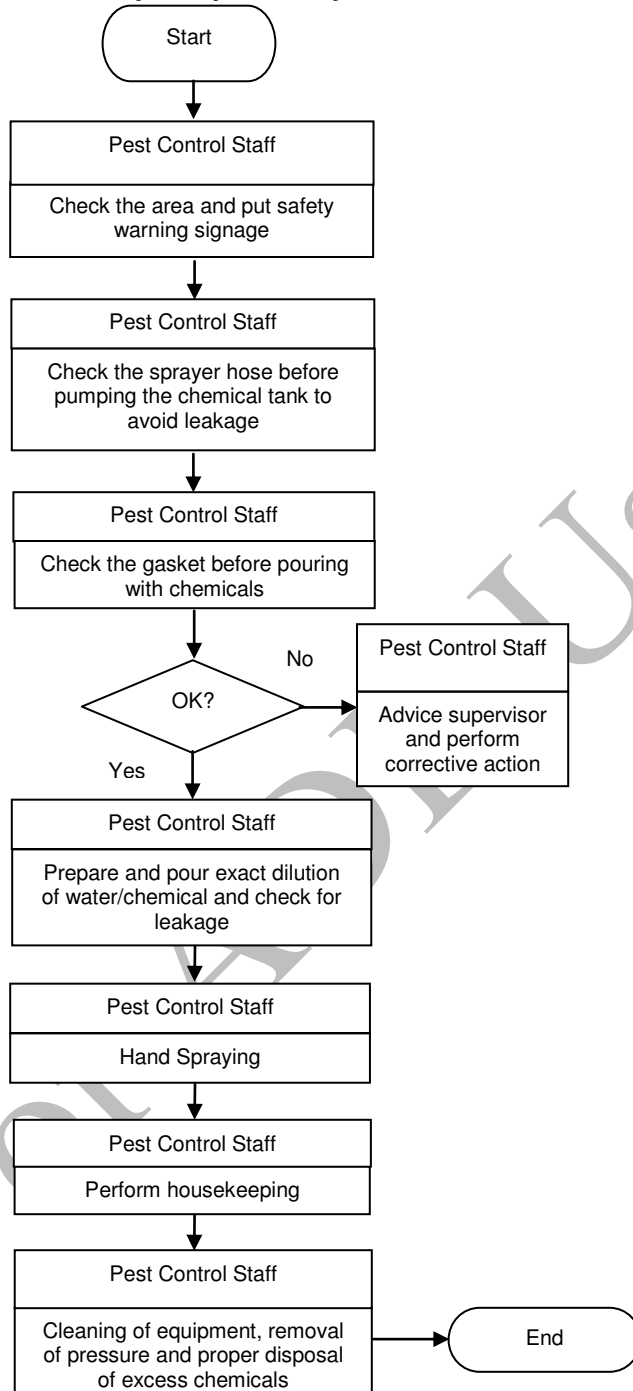 Start
Pest Control Staff
Check the area and put safety
warning signage
Pest Control Staff
Check the sprayer hose before
pumping the chemical tank to
avoid leakage
Pest Control Staff
Check the gasket before pouring
with chemicals
OK?
No
Pest Control Staff
Advice supervisor
and perform
corrective action
Yes
Pest Control Staff
Prepare and pour exact dilution
of water/chemical and check for
leakage
Pest Control Staff
Hand Spraying
Pest Control Staff
Perform housekeeping
Pest Control Staff
Cleaning of equipment, removal
of pressure and proper disposal
of excess chemicals
End